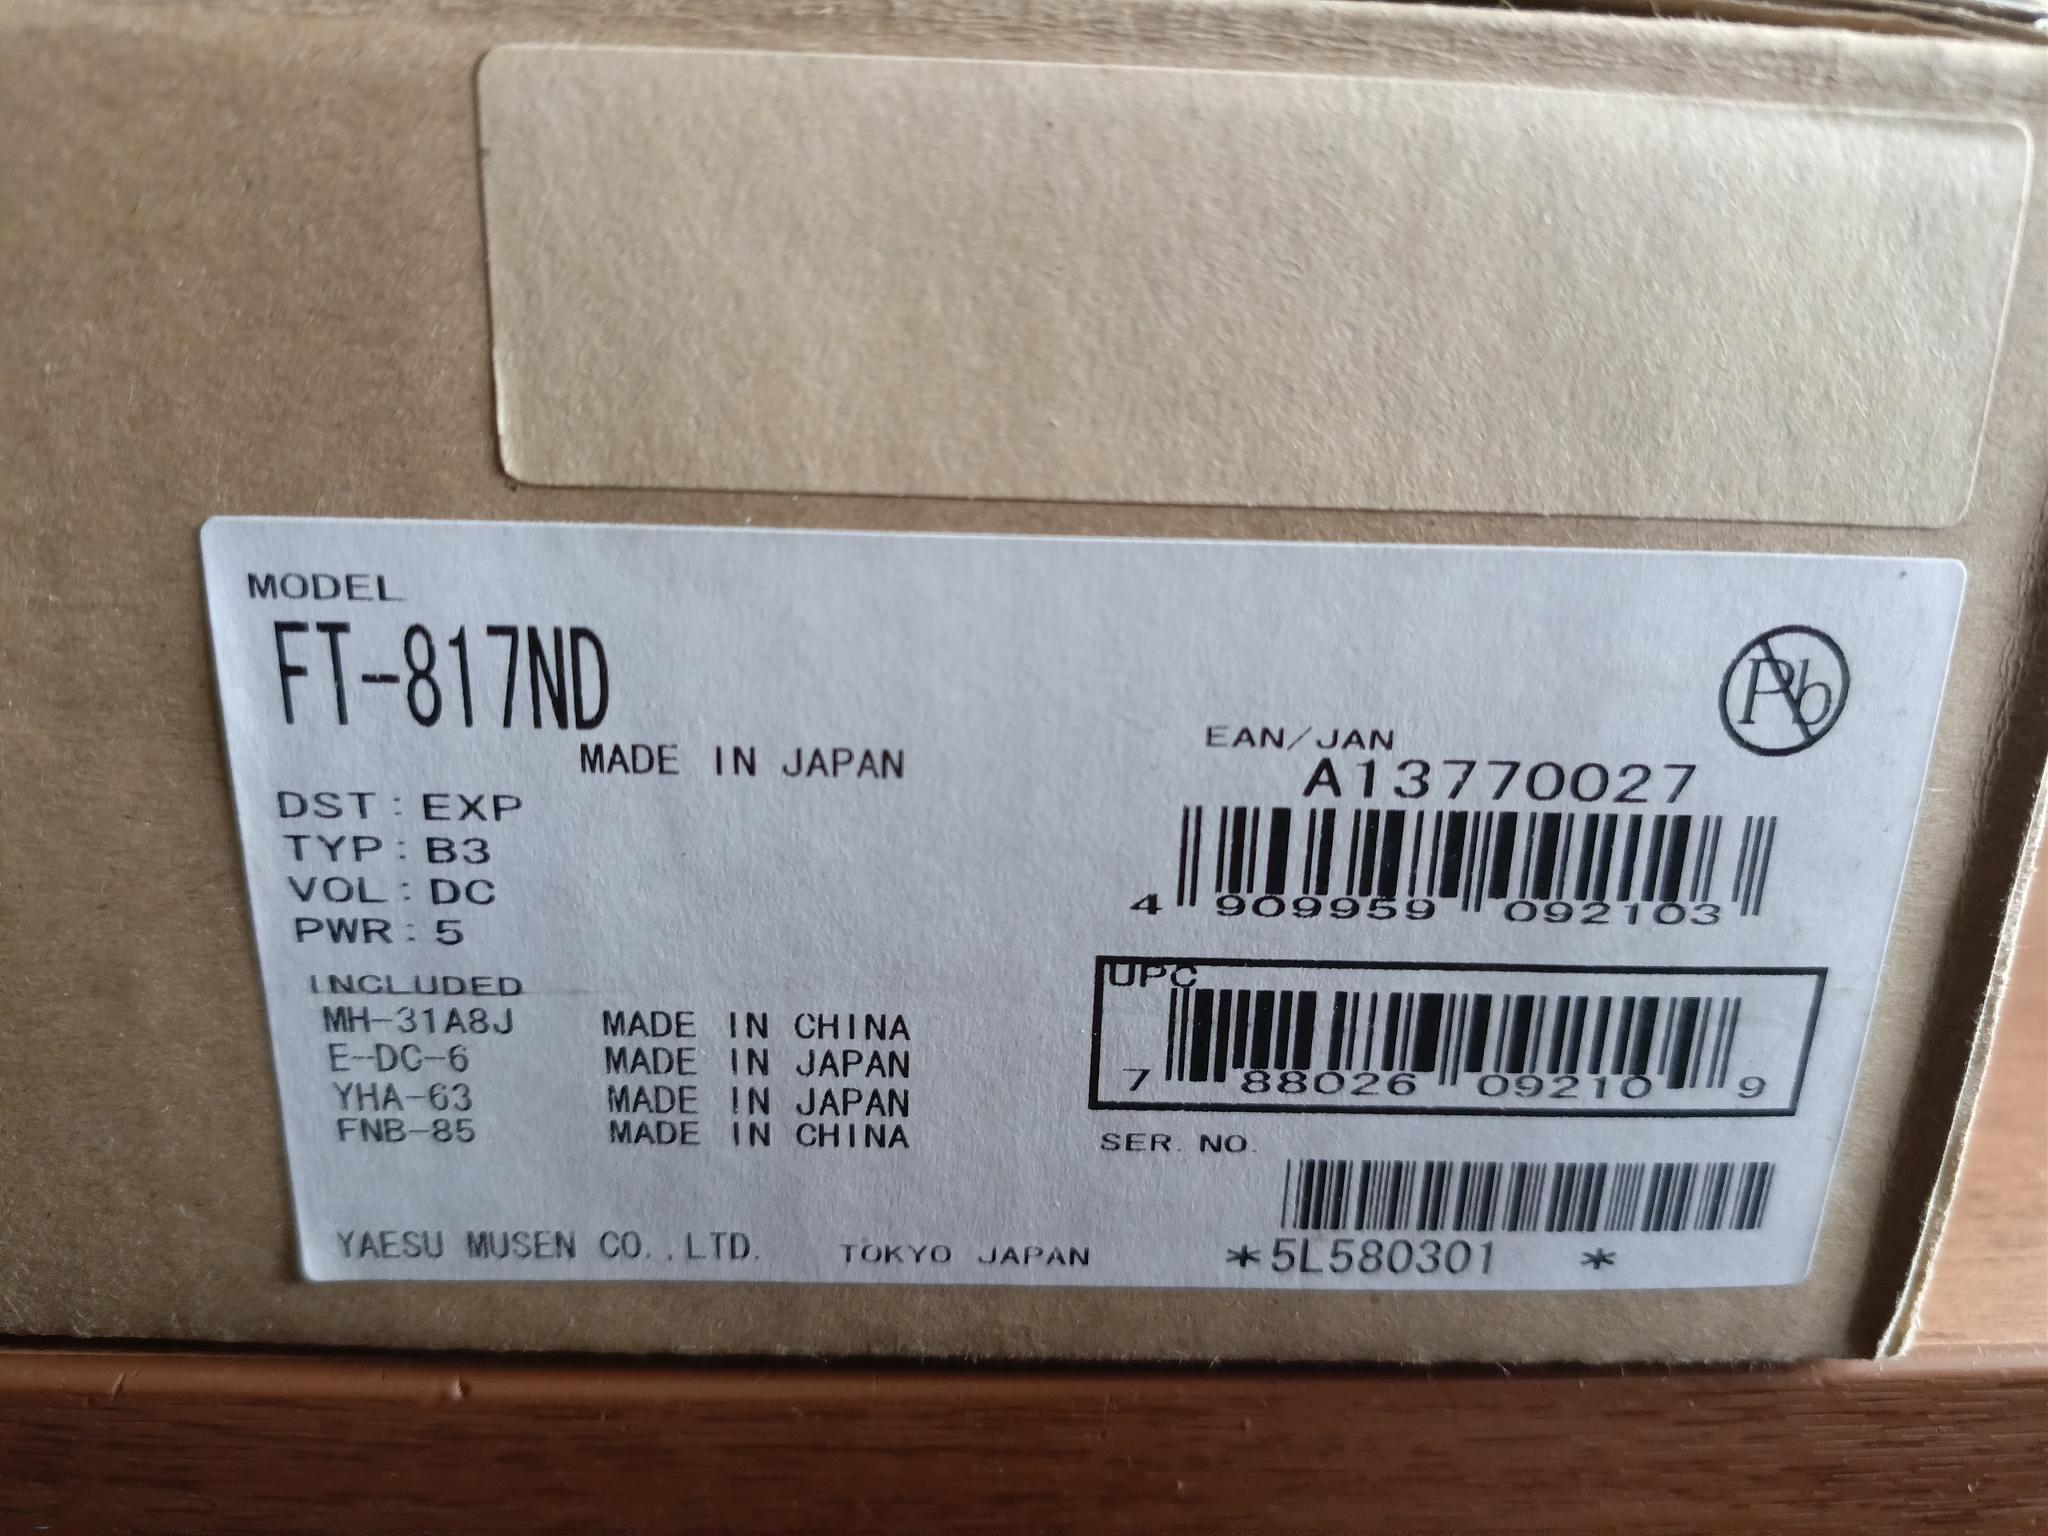 MODEL
FT-817ND
MADE IN JAPAN
DST: EXP
TYP: B3
VOL: DC
PWR: 5
INCLUDED
MH-31A8J MADE IN CHINA
E-DC-6 MADE IN JAPAN
YHA-63 MADE IN JAPAN
FNB-85 MADE IN CHINA
YAESU MUSEN CO.,LTD. TOKYO JAPAN
Pb
EAN/JAN
A13770027
4 909959 092103
UPC
7 88026 09210 9
SER. NO.
*5L580301 *